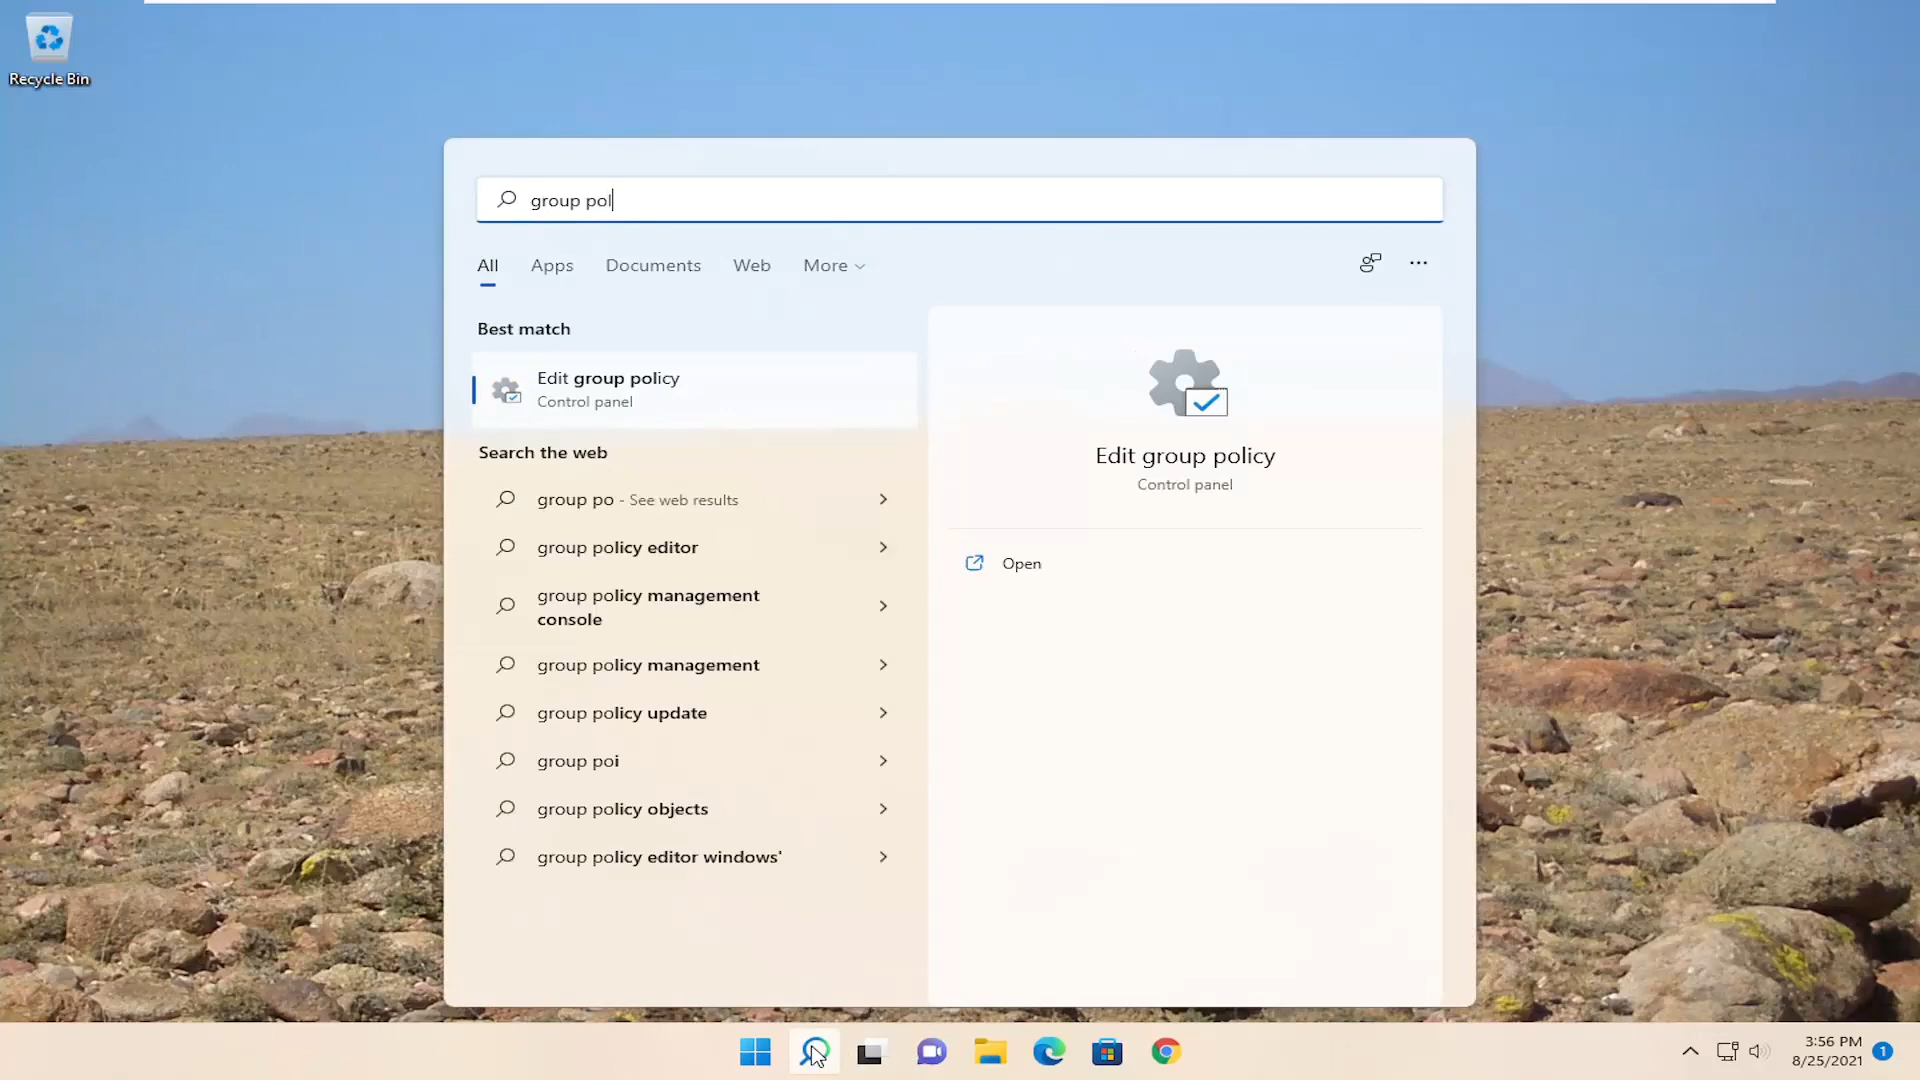 Recycle Bin
group pol
All Apps Documents Web More
Best match
Edit group policy
Control panel
Search the web
group po - See web results
group policy editor
group policy management
console
group policy management
group policy update
group poi
group policy objects
group policy editor windows'
Edit group policy
Control panel
Open
3:56 PM
8/25/2021
1